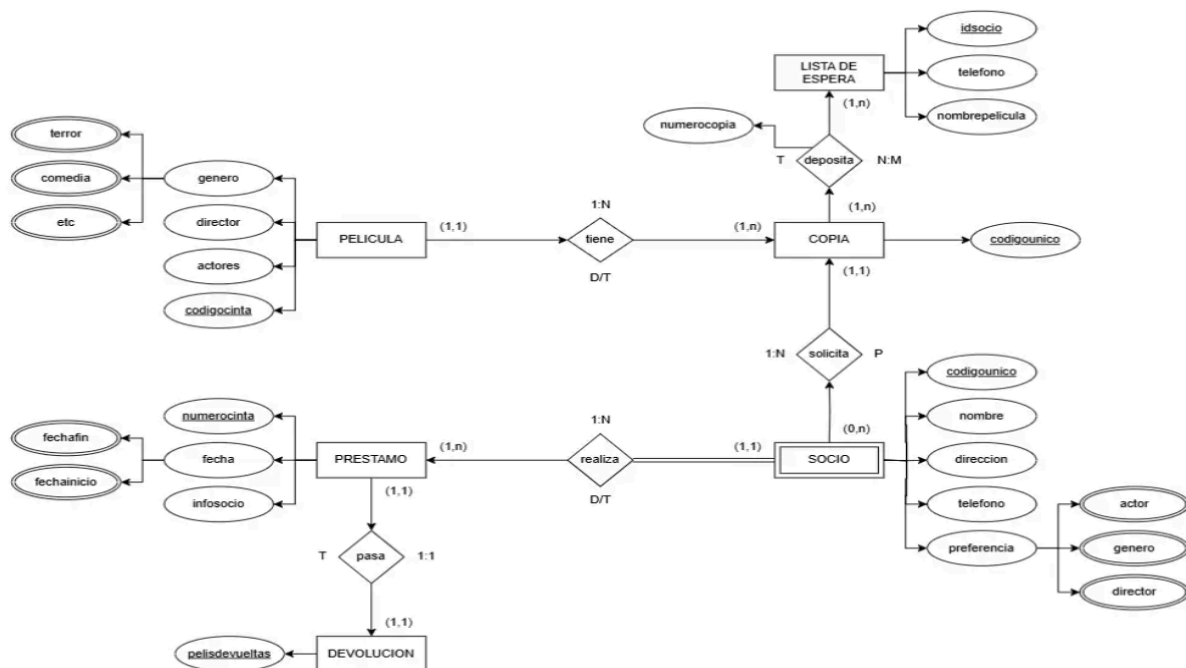 idsocio
LISTA DE
ESPERA
telefono
(1,n)
nombrepelicula
numerocopia
terror
T
deposita
N:M
comedia
genero
1:N
(1,n)
etc
director
PELICULA
(1,1)
tiene
(1,n)
COPIA
codigounico
actores
D/T
(1,1)
codigocinta
1:N
solicita
P
codigounico
numerocinta
1:N
nombre
fechafin
(1,n)
(1,1)
(0,n)
fecha
PRESTAMO
realiza
SOCIO
direccion
fechainicio
(1,1)
D/T
infosocio
telefono
actor
T
pasa
1:1
preferencia
genero
director
(1,1)
pelisdevueltas
DEVOLUCION